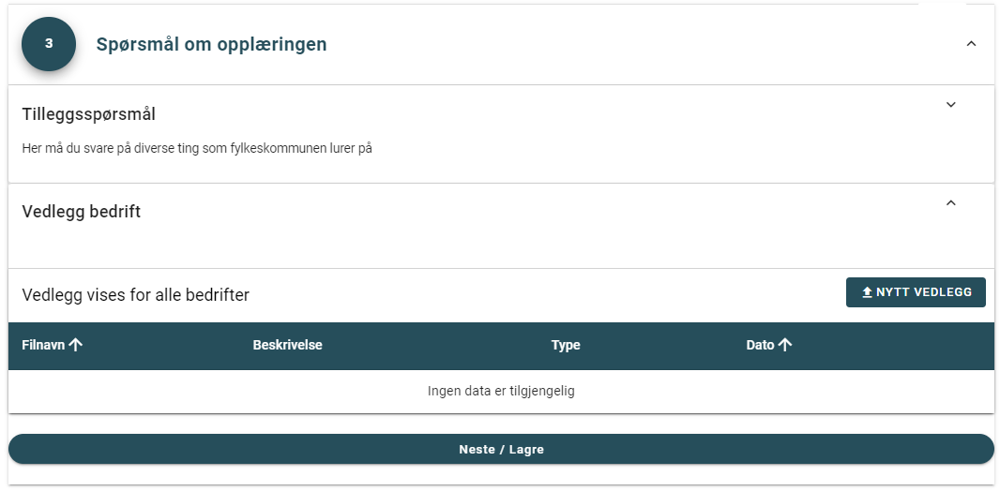 3
Spørsmål om opplæringen
Tilleggsspørsmål
Her må du svare på diverse ting som fylkeskommunen lurer på
Vedlegg bedrift
Vedlegg vises for alle bedrifter
NYTT VEDLEGG
Filnavn Beskrivelse Type Dato
Ingen data er tilgjengelig
Neste / Lagre